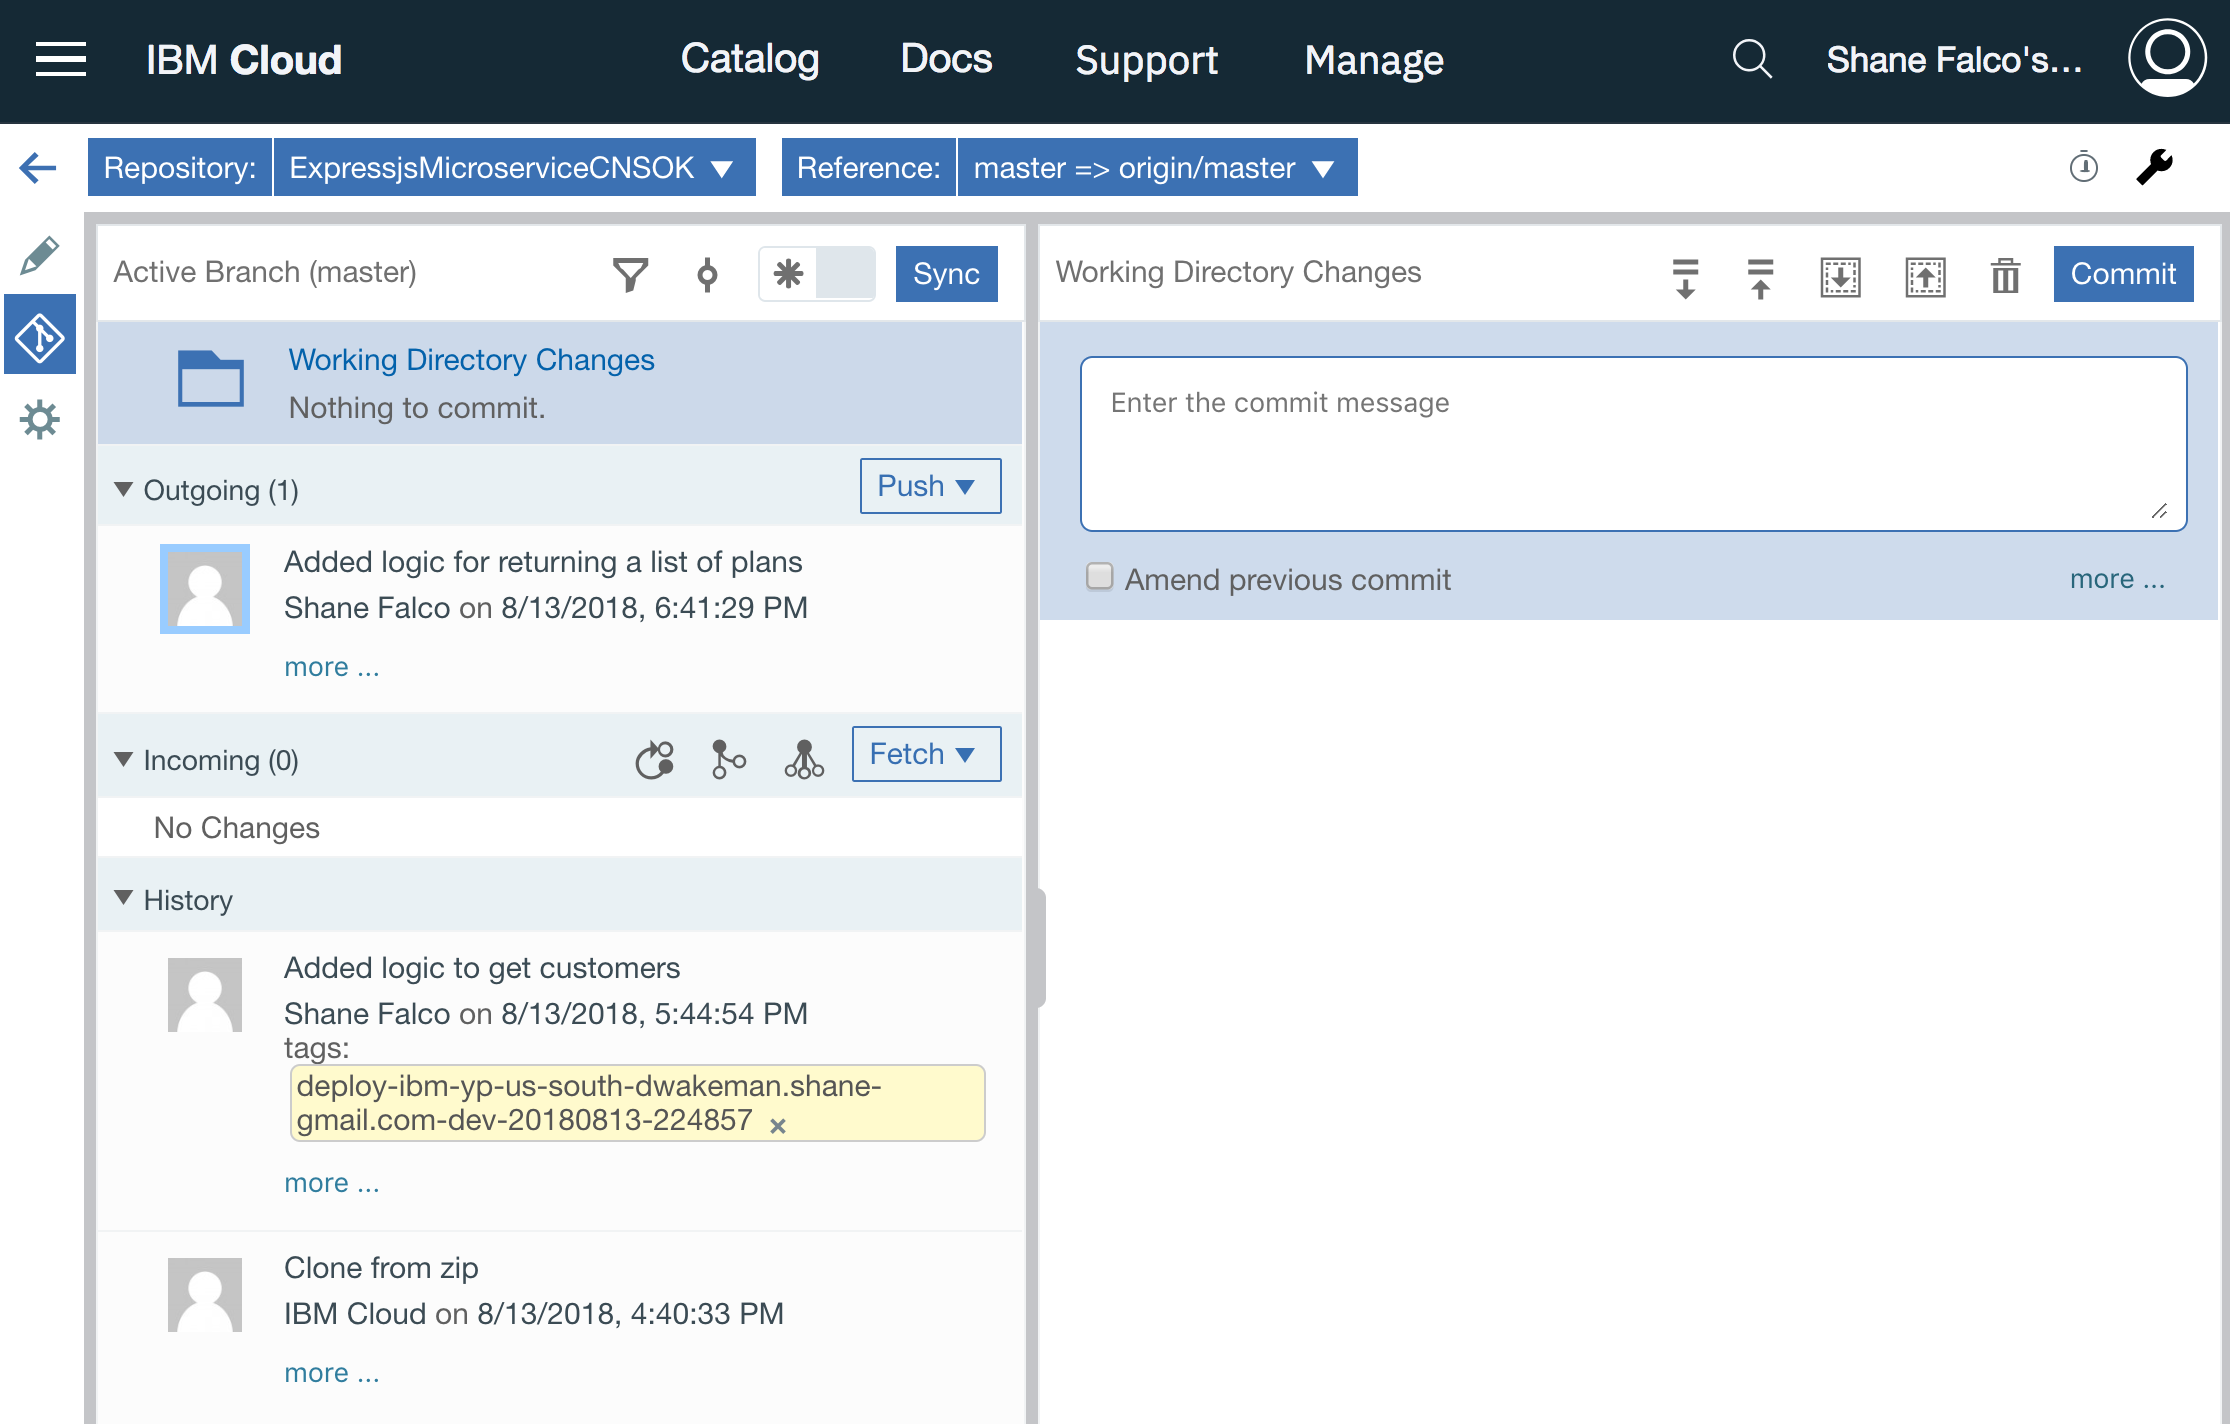 IBM Cloud
Catalog
Docs
Support
Manage
Shane Falco's...
Repository:
ExpressjsMicroserviceCNSOK
Reference:
master => origin/master
Active Branch (master)
Sync
Working Directory Changes
Nothing to commit.
Outgoing (1)
Push
Added logic for returning a list of plans
Shane Falco on 8/13/2018, 6:41:29 PM
more ...
Incoming (0)
Fetch
No Changes
History
Added logic to get customers
Shane Falco on 8/13/2018, 5:44:54 PM
tags:
deploy-ibm-yp-us-south-dwakeman.shane-
gmail.com-dev-20180813-224857 ×
more ...
Clone from zip
IBM Cloud on 8/13/2018, 4:40:33 PM
more ...
Working Directory Changes
Commit
Enter the commit message
Amend previous commit
more ...